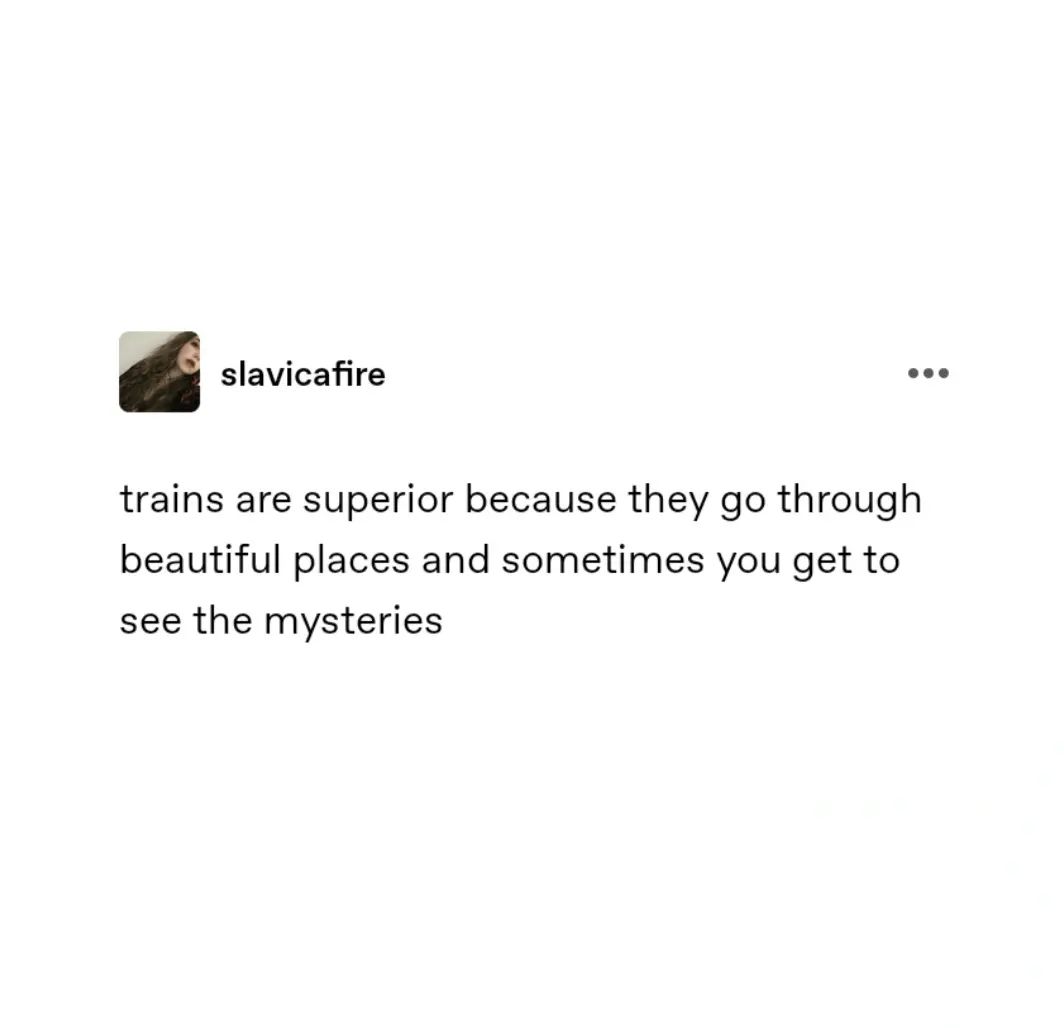 slavicafire
trains are superior because they go through
beautiful places and sometimes you get to
see the mysteries